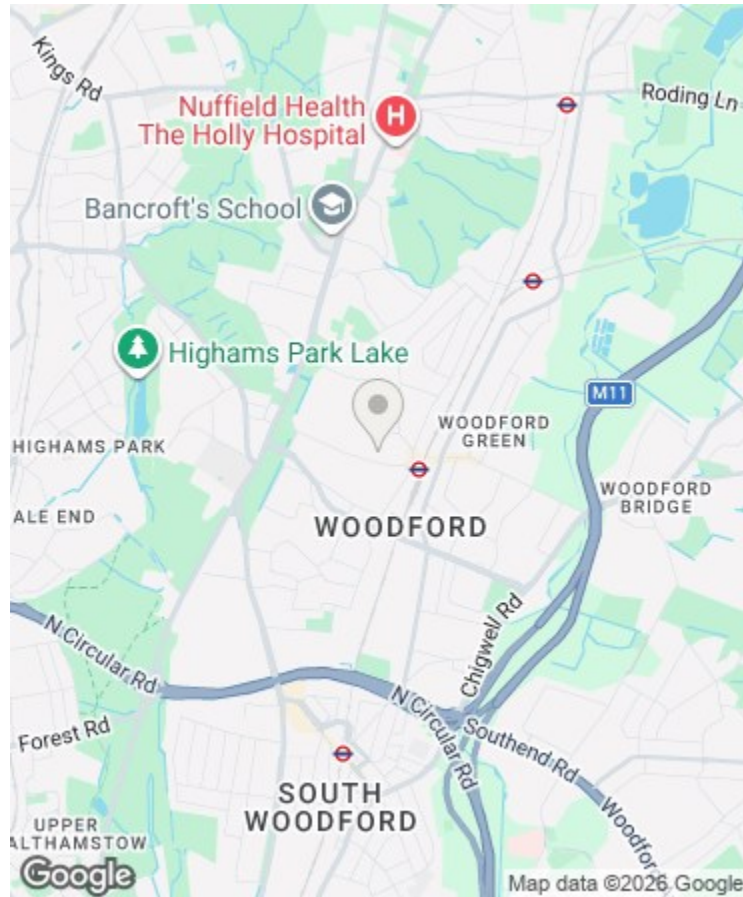 Kings Rd
Nuffield Health
The Holly Hospital
H
Roding Ln
Bancroft's School
Highams Park Lake
M11
WOODFORD
GREEN
HIGHAMS PARK
WOODFORD
BRIDGE
ALE END
WOODFORD
Chigwell Rd
N Circular Rd
N Circular Rd
Forest Rd
Southend Rd
Woodfor
SOUTH
WOODFORD
UPPER
ALTHAMSTOW
Google
Map data ©2026 Google